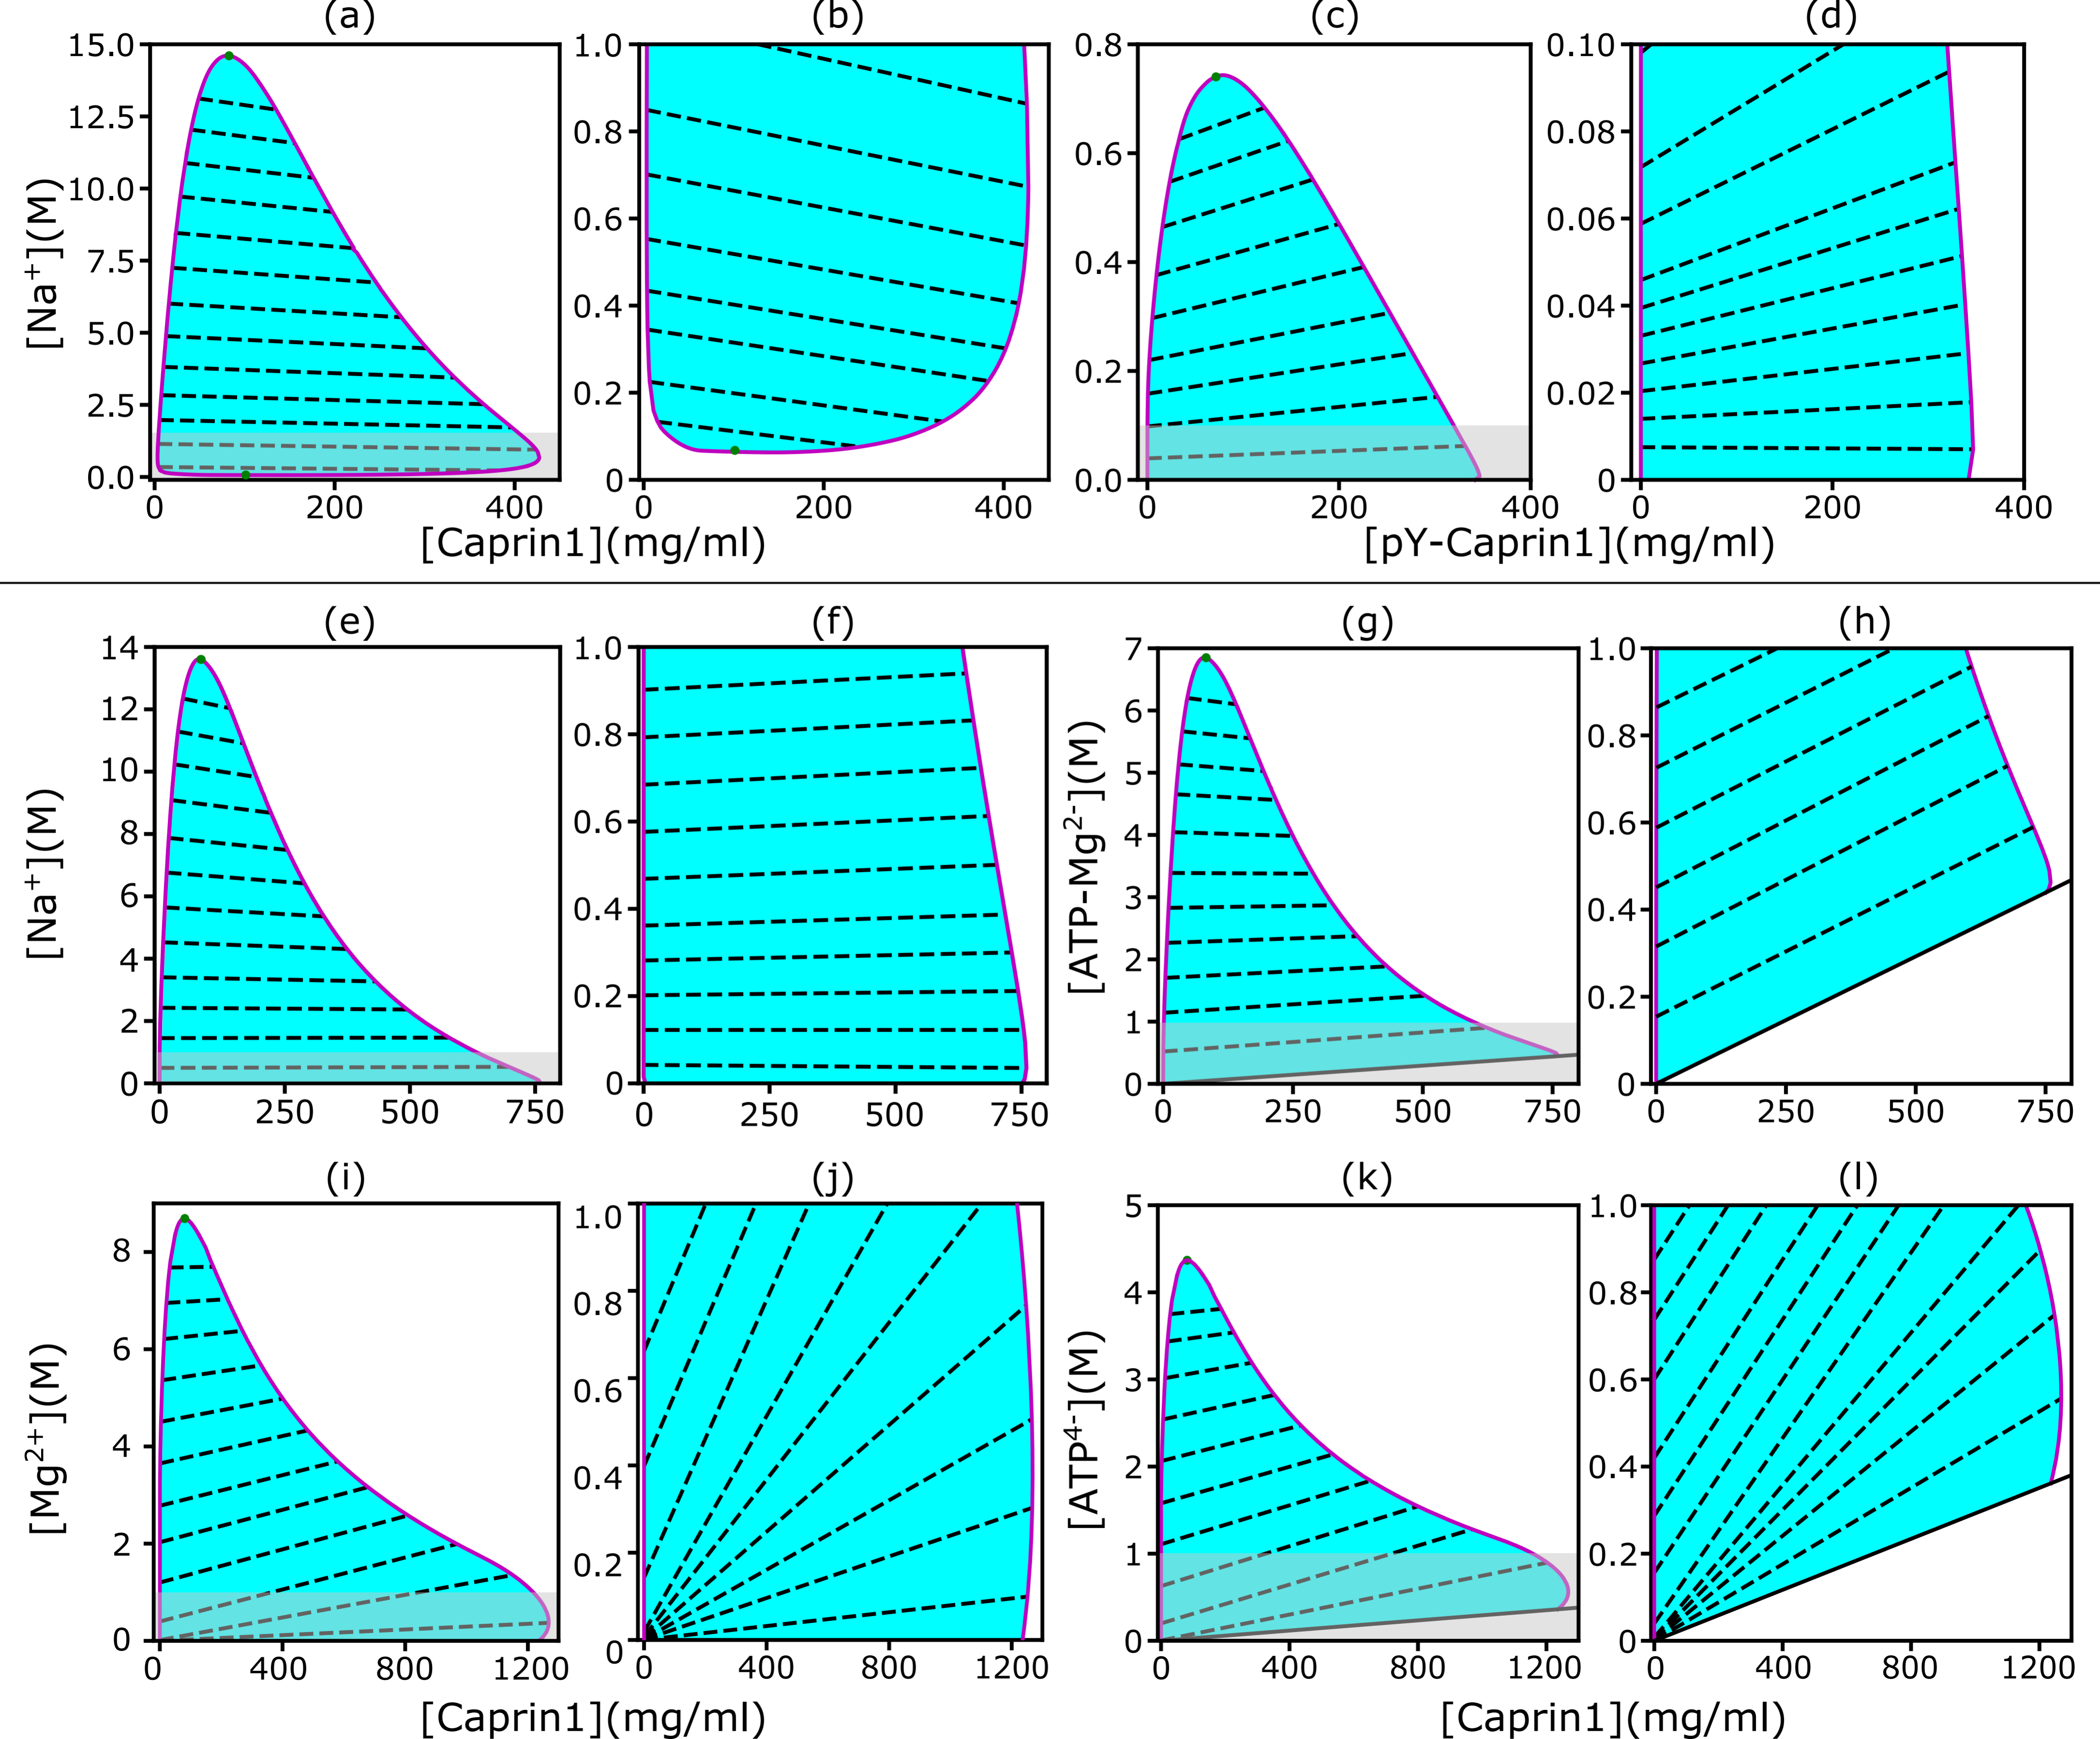 (a) (b) (c) (d)
15.0 12.5 10.0 7.5 5.0 2.5 0.0
[Na+](M)
0 200 400
1.0 0.8 0.6 0.4 0.2 0
0 200 400
[Caprin1](mg/ml)
0.8 0.6 0.4 0.2 0.0
0 200 400
0.10 0.08 0.06 0.04 0.02 0
0 200 400
[pY-Caprin1](mg/ml)
(e) (f) (g) (h)
14 12 10 8 6 4 2 0
[Na+](M)
0 250 500 750
1.0 0.8 0.6 0.4 0.2 0
0 250 500 750
7 6 5 4 3 2 1 0
[ATP-Mg2-](M)
0 250 500 750
1.0 0.8 0.6 0.4 0.2 0
0 250 500 750
(i) (j) (k) (l)
8 6 4 2 0
[Mg2+](M)
0 400 800 1200
1.0 0.8 0.6 0.4 0.2 0
0 400 800 1200
[Caprin1](mg/ml)
5 4 3 2 1 0
[ATP4-](M)
0 400 800 1200
1.0 0.8 0.6 0.4 0.2 0
0 400 800 1200
[Caprin1](mg/ml)